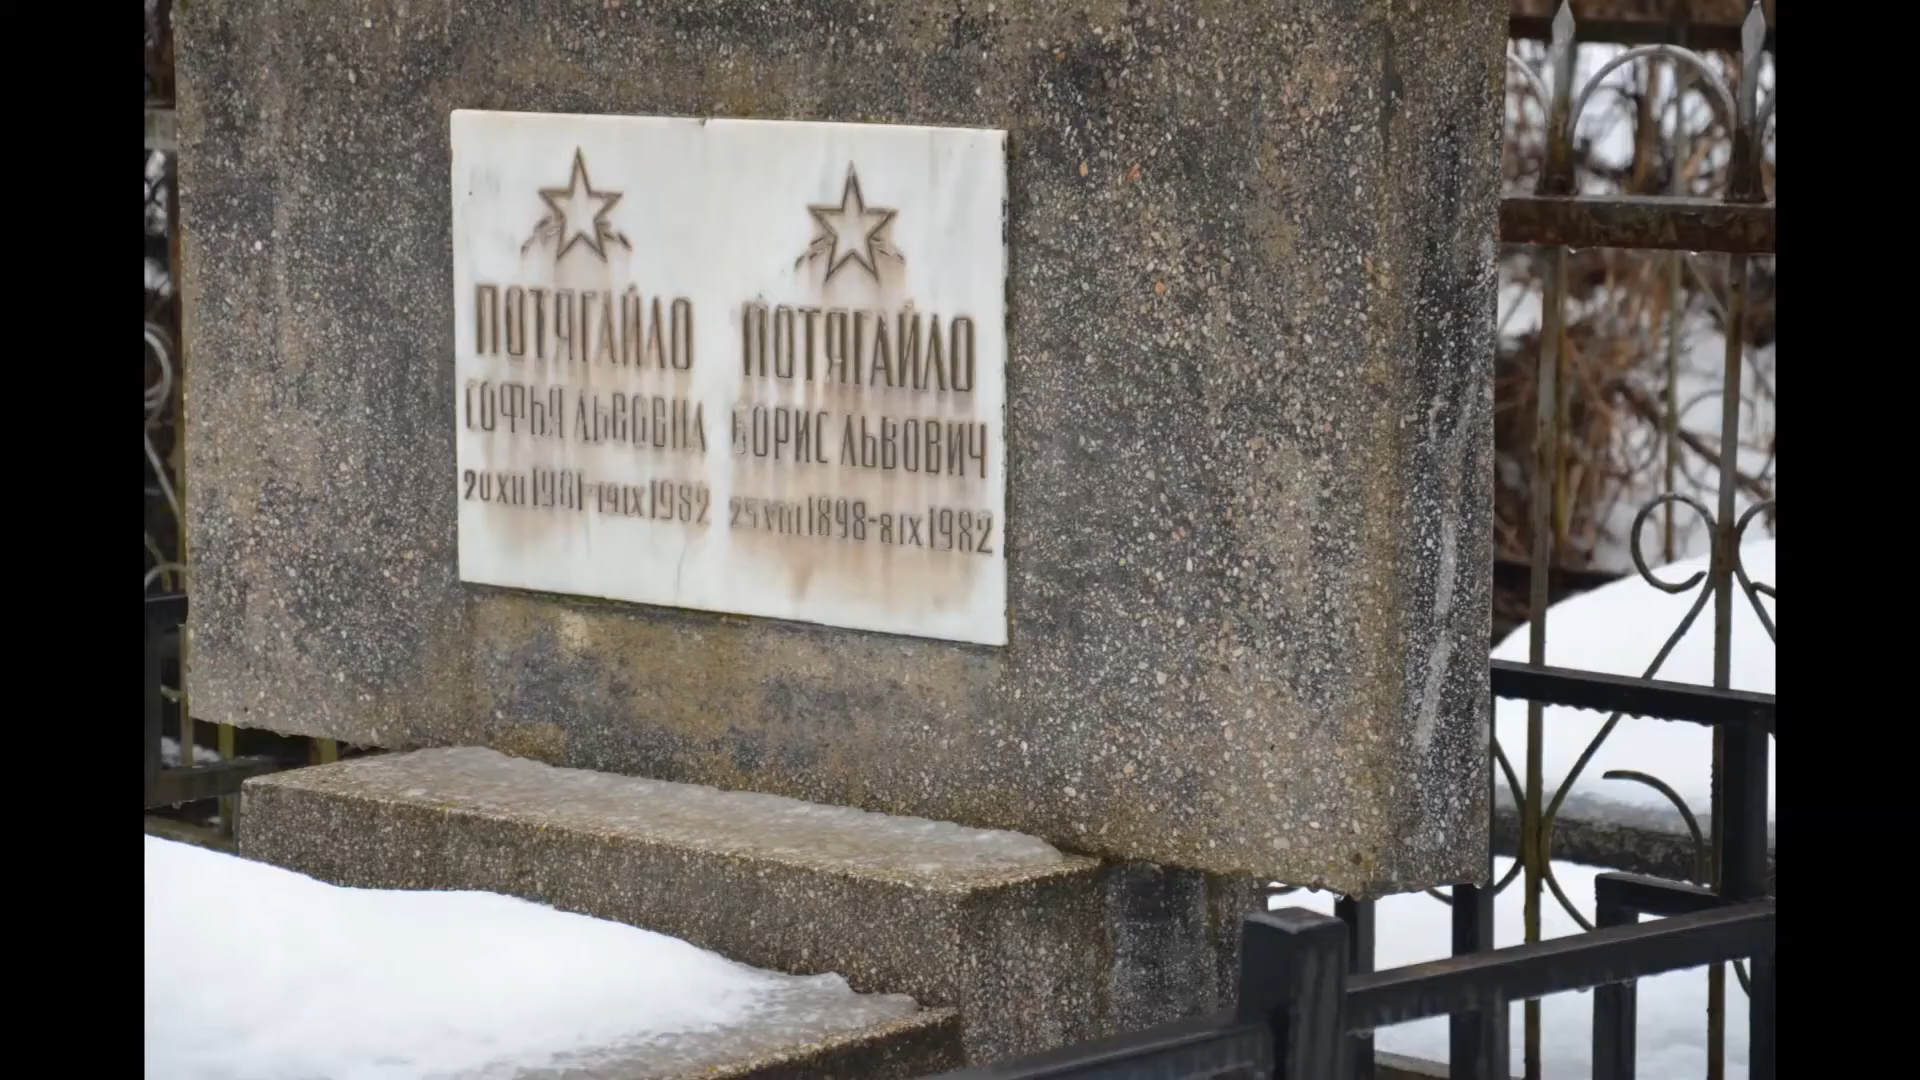 ПОТЯГАЙЛО
СОФЬЯ ЛЬВОВНА
20 XII 1901-19 IX 1982
ПОТЯГАЙЛО
БОРИС ЛЬВОВИЧ
25 VIII 1898-8 IX 1982